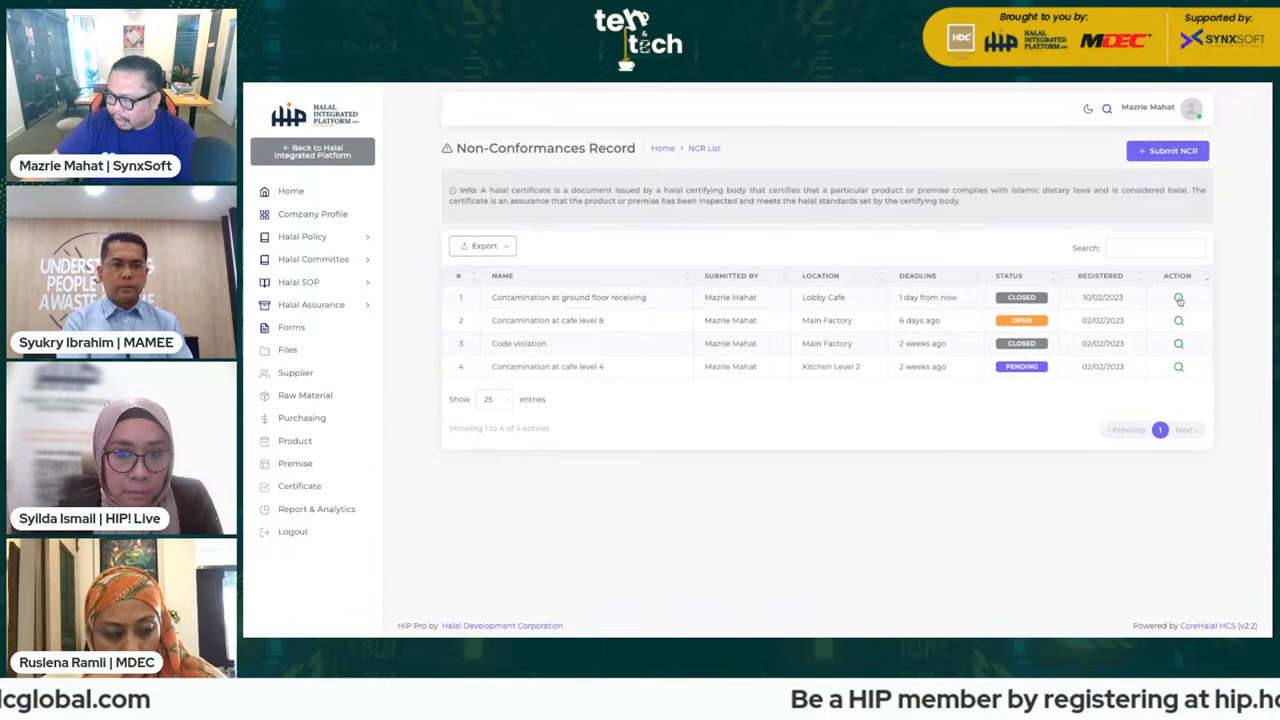 ten
&
tech
Brought to you by:
HDC
HALAL
INTEGRATED
PLATFORM
MDEC
Supported by:
SYNXSOFT
Mazrie Mahat | SynxSoft
UNDERSTANDING
PEOPLE
A WASTE
Syukry Ibrahim | MAMEE
Syilda Ismail | HIP! Live
Ruslena Ramli | MDEC
HIP
HALAL
INTEGRATED
PLATFORM
← Back to Halal
Integrated Platform
Home
Company Profile
Halal Policy
Halal Committee
Halal SOP
Halal Assurance
Forms
Files
Supplier
Raw Material
Purchasing
Product
Premise
Certificate
Report & Analytics
Logout
Mazrie Mahat
Non-Conformances Record Home > NCR List
+ Submit NCR
Info: A halal certificate is a document issued by a halal certifying body that certifies that a particular product or premise complies with Islamic dietary laws and is considered halal. The
certificate is an assurance that the product or premise has been inspected and meets the halal standards set by the certifying body.
Export
Search:
# NAME SUBMITTED BY LOCATION DEADLINE STATUS REGISTERED ACTION
1 Contamination at ground floor receiving Mazrie Mahat Lobby Cafe 1 day from now CLOSED 10/02/2023
2 Contamination at cafe level 8 Mazrie Mahat Main Factory 6 days ago OPEN 02/02/2023
3 Code violation Mazrie Mahat Main Factory 2 weeks ago CLOSED 02/02/2023
4 Contamination at cafe level 4 Mazrie Mahat Kitchen Level 2 2 weeks ago PENDING 02/02/2023
Show 25 entries
Showing 1 to 4 of 4 entries
‹ Previous 1 Next ›
HIP Pro by Halal Development Corporation
Powered by CoreHalal HCS (v2.2)
lcglobal.com
Be a HIP member by registering at hip.h